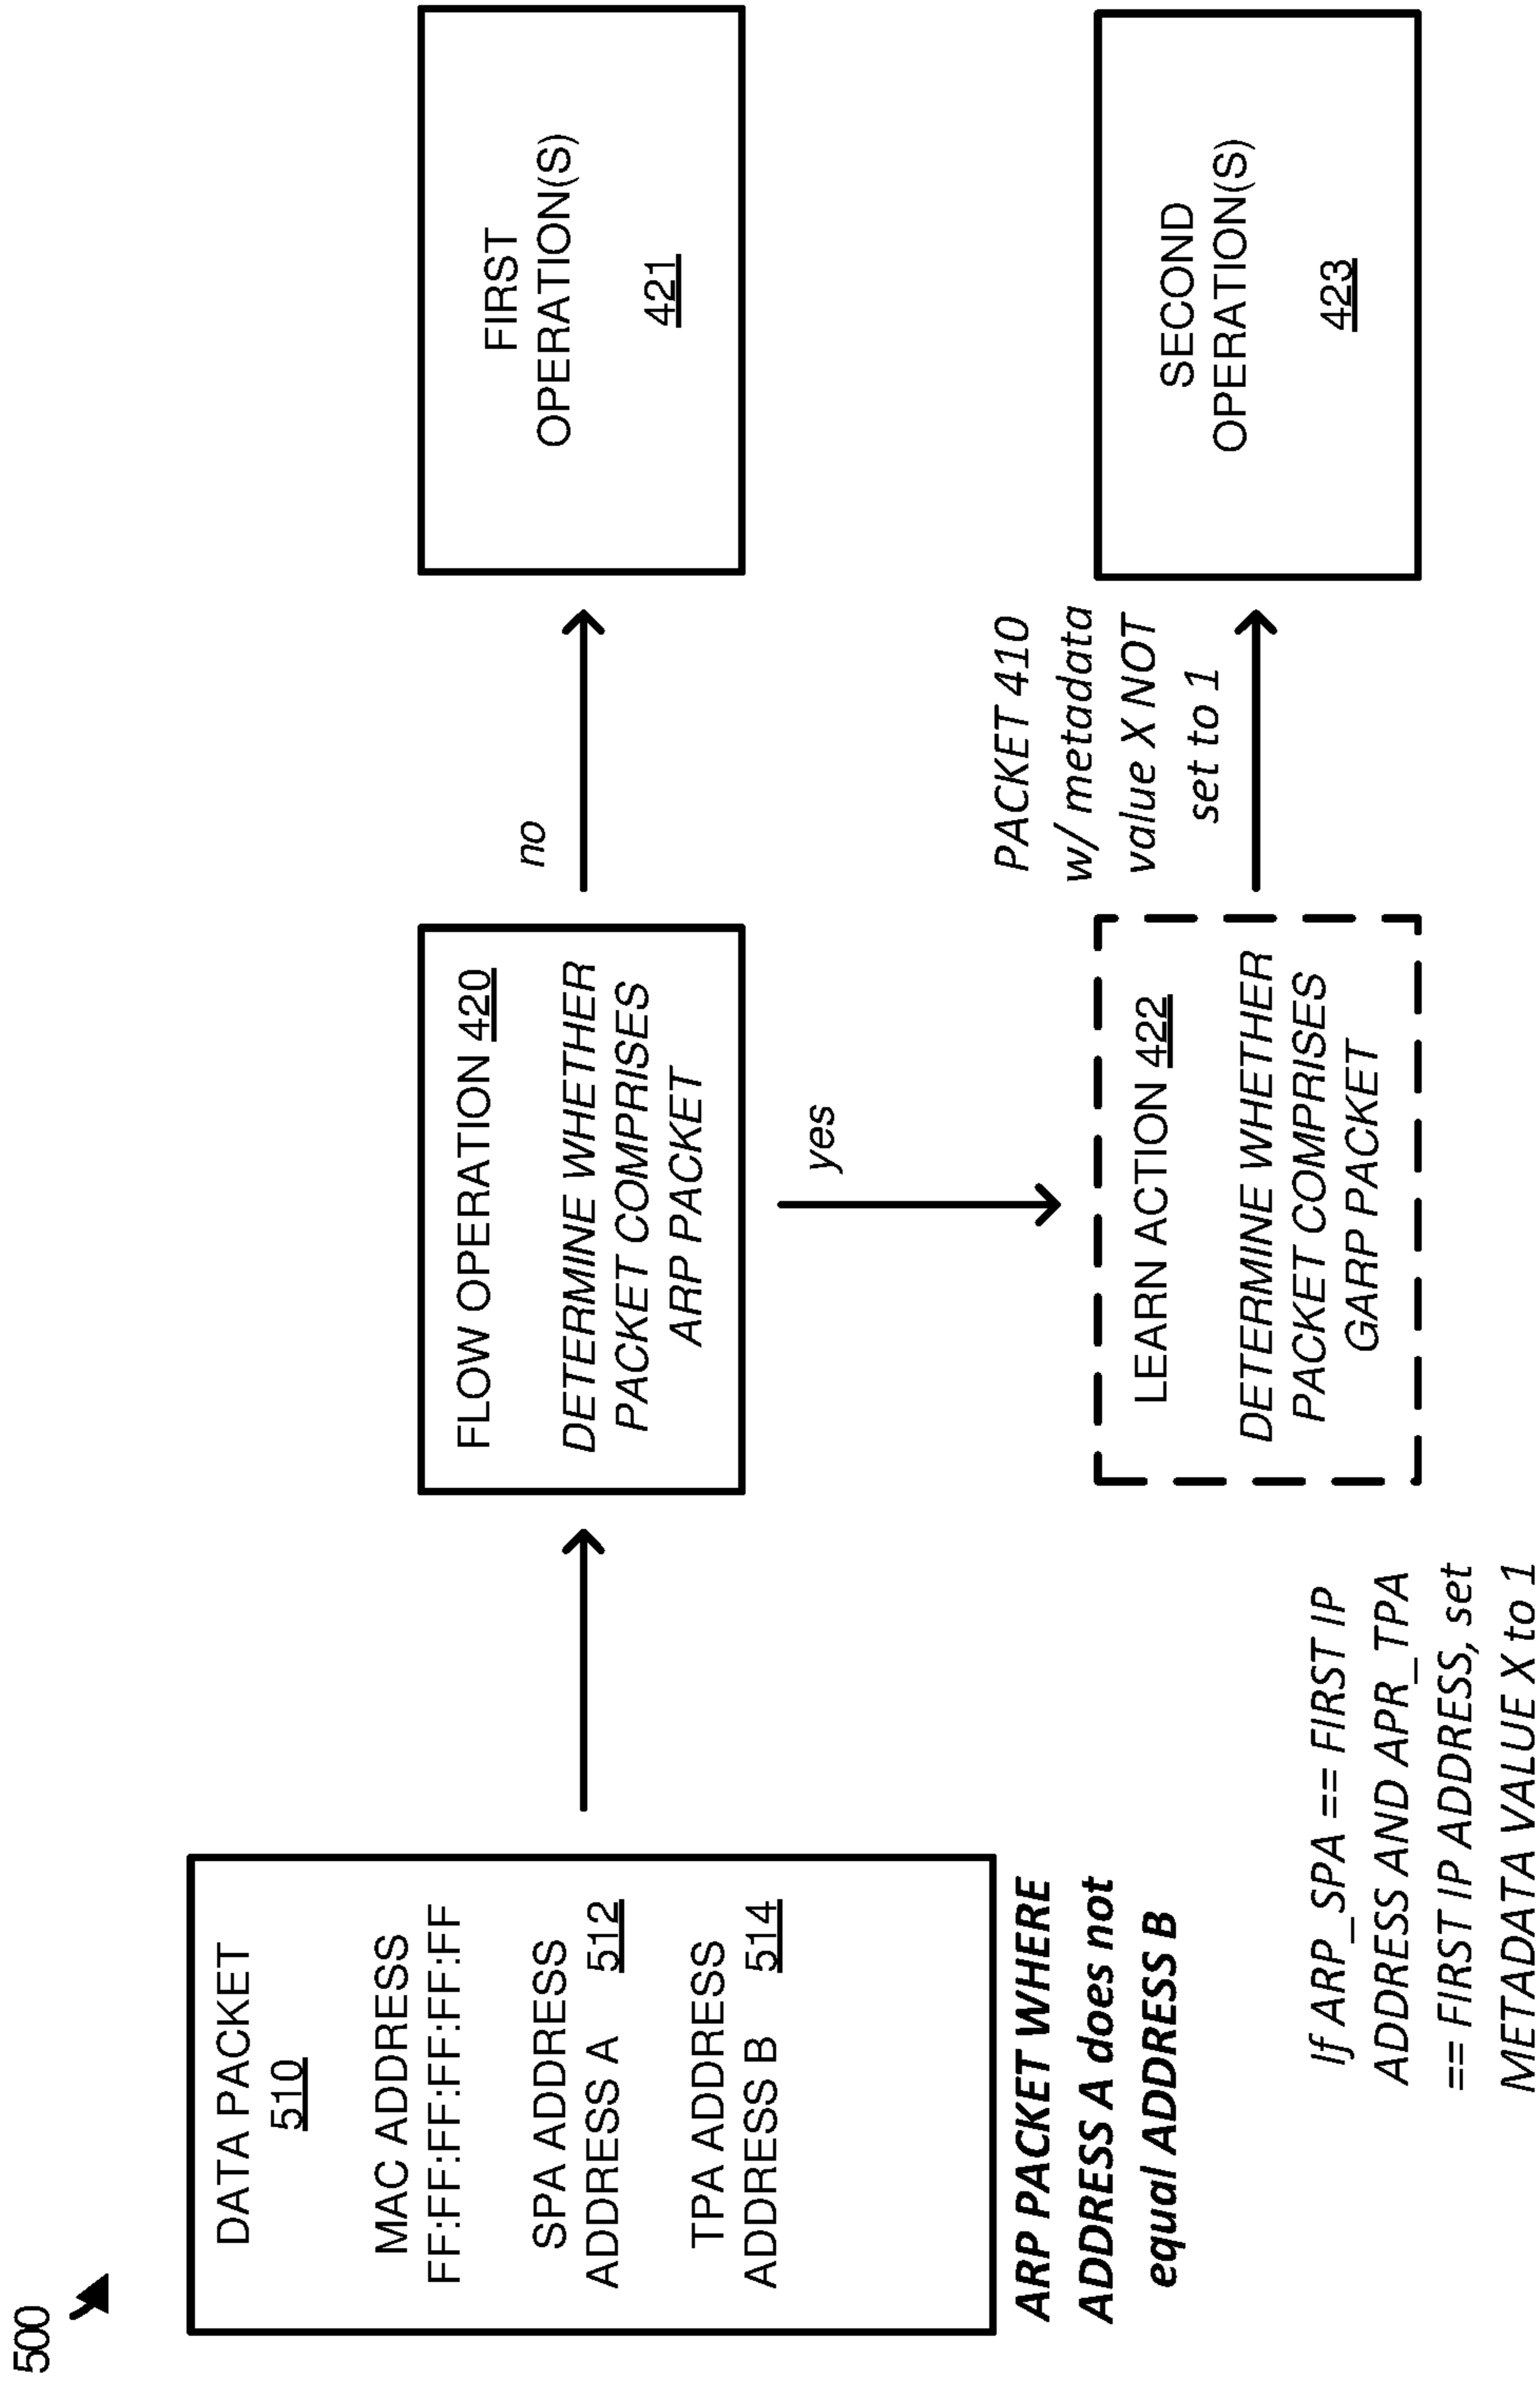 500
DATA PACKET
510
MAC ADDRESS
FF:FF:FF:FF:FF:FF
SPA ADDRESS
ADDRESS A 512
TPA ADDRESS
ADDRESS B 514
ARP PACKET WHERE
ADDRESS A does not
equal ADDRESS B
FLOW OPERATION 420
DETERMINE WHETHER
PACKET COMPRISES
ARP PACKET
no
FIRST
OPERATION(S)
421
yes
If ARP_SPA == FIRST IP
ADDRESS AND APR_TPA
== FIRST IP ADDRESS, set
METADATA VALUE X to 1
LEARN ACTION 422
DETERMINE WHETHER
PACKET COMPRISES
GARP PACKET
PACKET 410
w/ metadata
value X NOT
set to 1
SECOND
OPERATION(S)
423